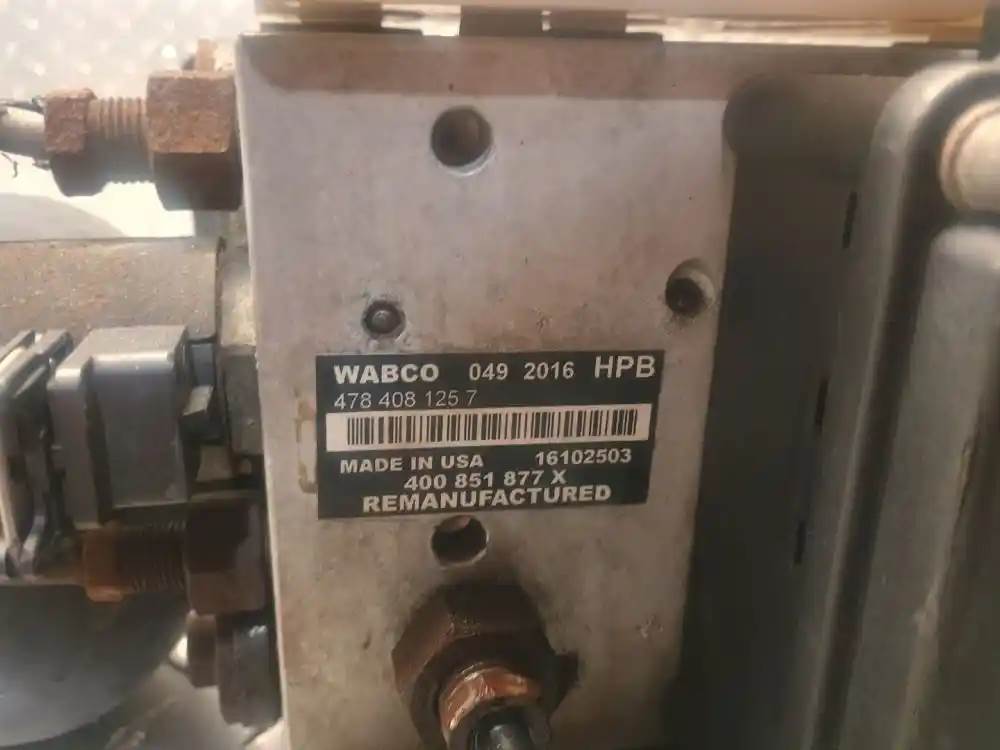 WABCO 049 2016 HPB
478 408 125 7
MADE IN USA 16102503
400 851 877 X
REMANUFACTURED